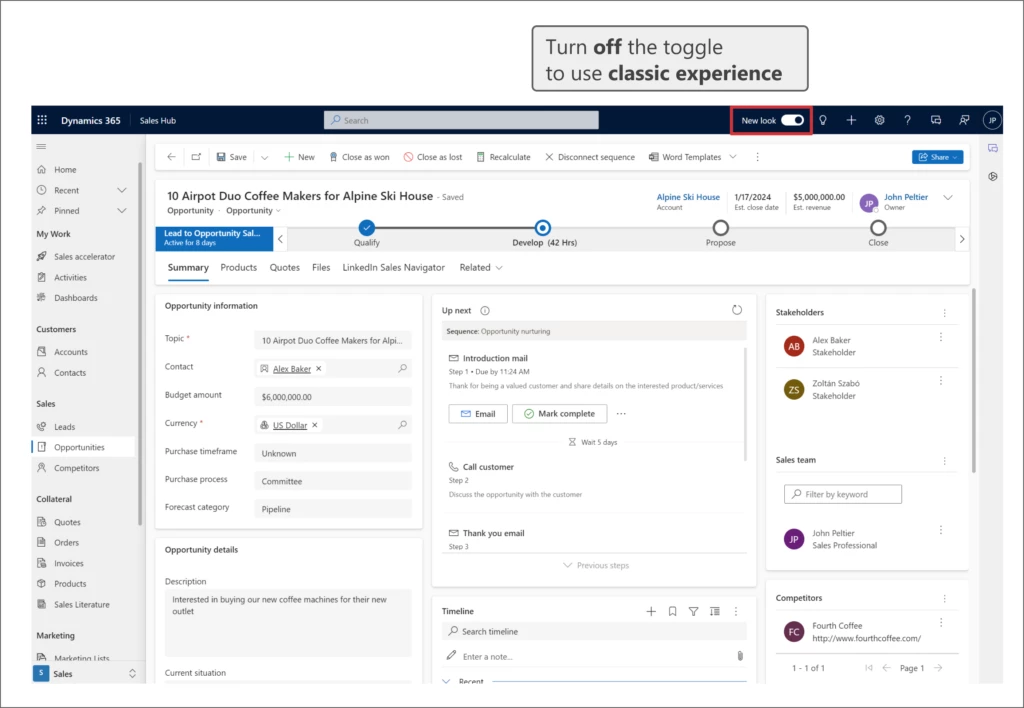 Turn off the toggle
to use classic experience
Dynamics 365
Sales Hub
Search
New look
JP
Save
New
Close as won
Close as lost
Recalculate
Disconnect sequence
Word Templates
Share
Home
Recent
Pinned
My Work
Sales accelerator
Activities
Dashboards
Customers
Accounts
Contacts
Sales
Leads
Opportunities
Competitors
Collateral
Quotes
Orders
Invoices
Products
Sales Literature
Marketing
Marketing Lists
S
Sales
10 Airpot Duo Coffee Makers for Alpine Ski House - Saved
Opportunity · Opportunity
Alpine Ski House
Account
1/17/2024
Est. close date
$5,000,000.00
Est. revenue
JP
John Peltier
Owner
Lead to Opportunity Sal...
Active for 8 days
Qualify
Develop (42 Hrs)
Propose
Close
Summary
Products
Quotes
Files
LinkedIn Sales Navigator
Related
Opportunity information
Topic *
10 Airpot Duo Coffee Makers for Alpi...
Contact
Alex Baker
Budget amount
$6,000,000.00
Currency *
US Dollar
Purchase timeframe
Unknown
Purchase process
Committee
Forecast category
Pipeline
Opportunity details
Description
Interested in buying our new coffee machines for their new
outlet
Current situation
Up next
Sequence: Opportunity nurturing
Introduction mail
Step 1 • Due by 11:24 AM
Thank for being a valued customer and share details on the interested product/services
Email
Mark complete
Wait 5 days
Call customer
Step 2
Discuss the opportunity with the customer
Thank you email
Step 3
Previous steps
Timeline
Search timeline
Enter a note...
Recent
Stakeholders
AB
Alex Baker
Stakeholder
ZS
Zoltán Szabó
Stakeholder
Sales team
Filter by keyword
JP
John Peltier
Sales Professional
Competitors
FC
Fourth Coffee
http://www.fourthcoffee.com/
1 - 1 of 1
Page 1